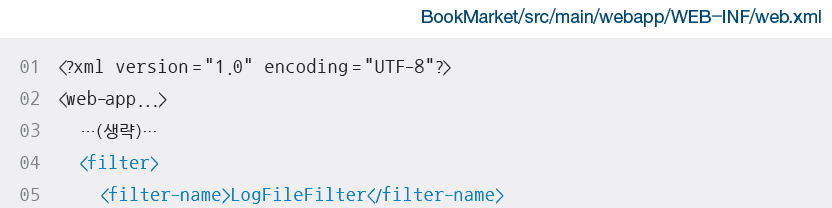 BookMarket/src/main/webapp/WEB-INF/web.xml
01 <?xml version="1.0" encoding="UTF-8"?>
02 <web-app...>
03 …(생략)…
04 <filter>
05 <filter-name>LogFileFilter</filter-name>